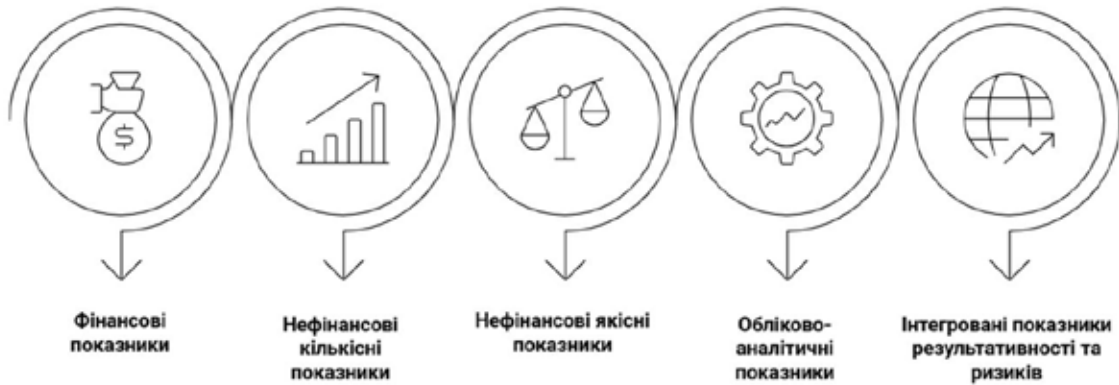 $
Фінансові
показники
Нефінансові
кількісні
показники
Нефінансові якісні
показники
Обліково-
аналітичні
показники
Інтегровані показники
результативності та
ризиків